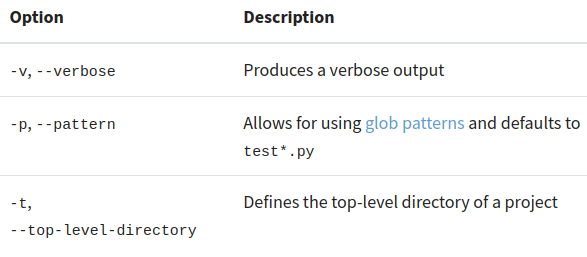 Option Description
-v, --verbose Produces a verbose output
-p, --pattern Allows for using glob patterns and defaults to
test*.py
-t, Defines the top-level directory of a project
--top-level-directory